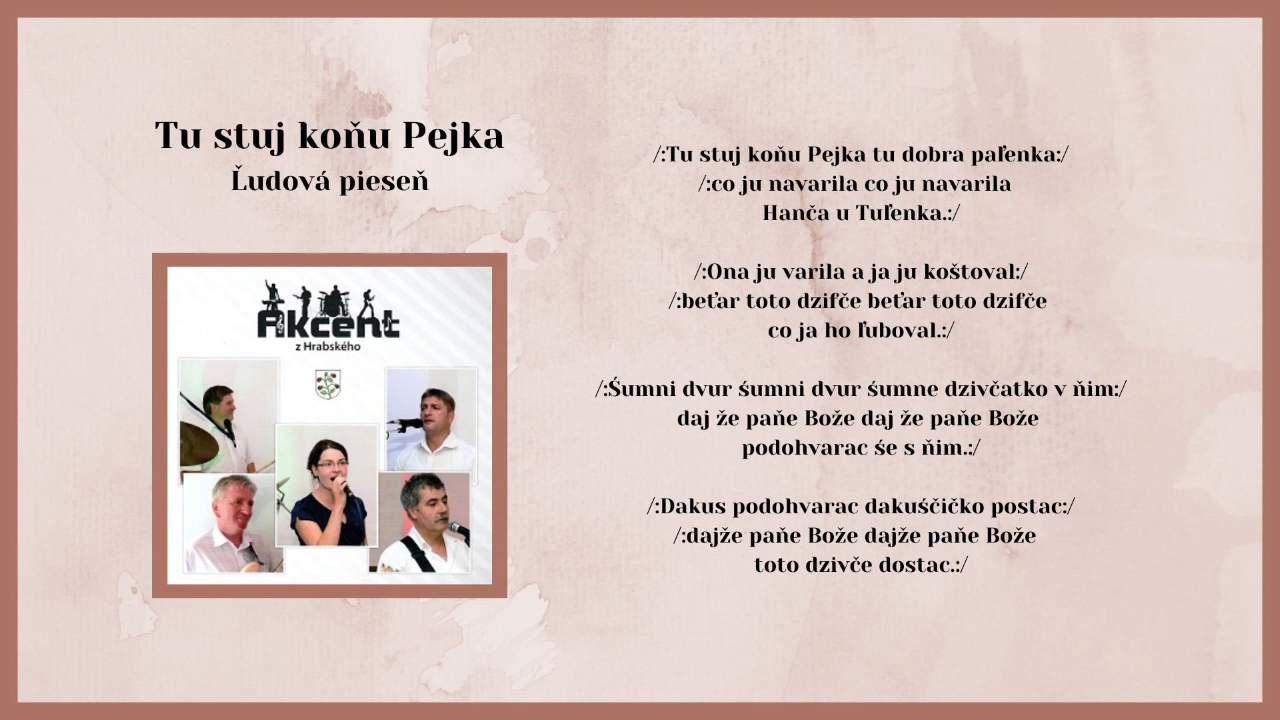 Tu stuj koňu Pejka
Ľudová pieseň
Akcent
z Hrabského
/:Tu stuj koňu Pejka tu dobra paľenka:/
/:co ju navarila co ju navarila
Hanča u Tuľenka.:/
/:Ona ju varila a ja ju koštoval:/
/:beťar toto dzifče beťar toto dzifče
co ja ho ľuboval.:/
/:Śumni dvur śumni dvur śumne dzivčatko v ňim:/
daj že paňe Bože daj že paňe Bože
podohvarac śe s ňim.:/
/:Dakus podohvarac dakuśčičko postac:/
/:dajže paňe Bože dajže paňe Bože
toto dzivče dostac.:/